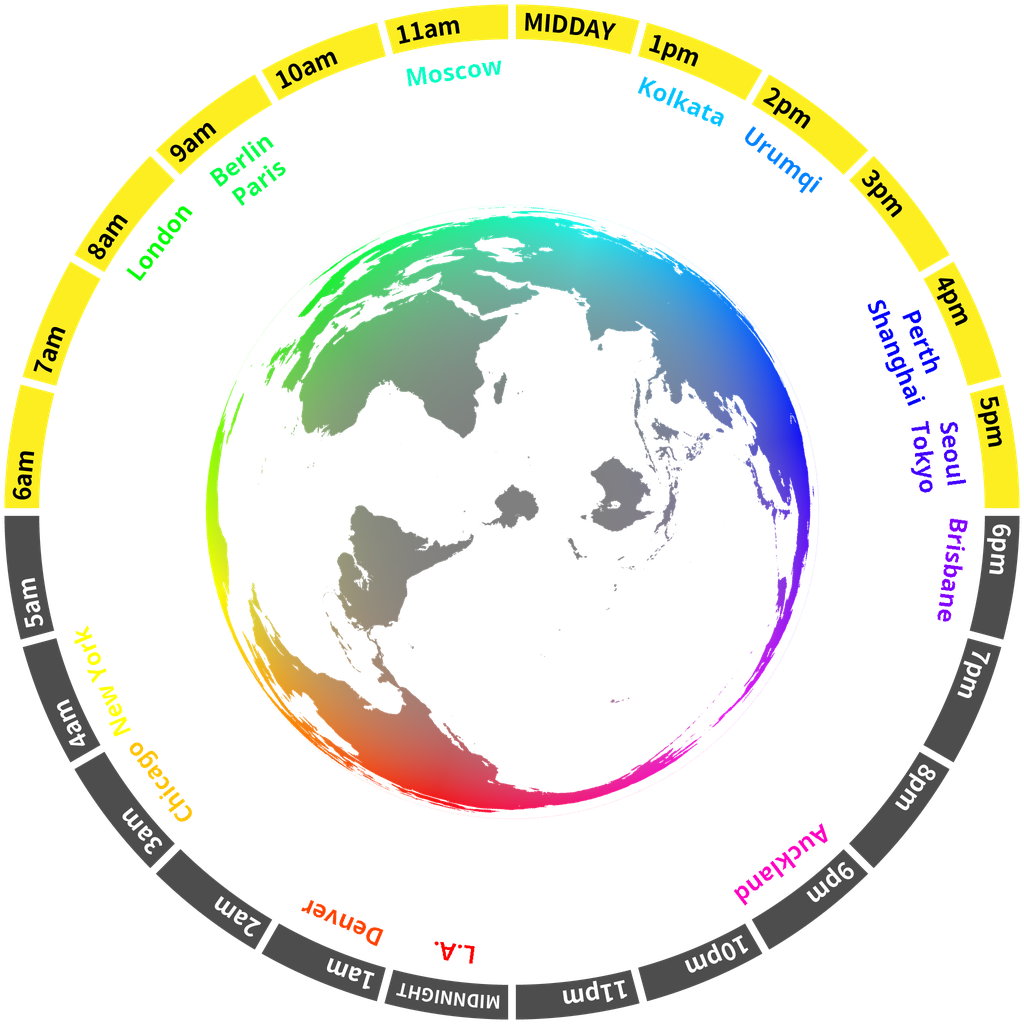 MIDDAY
1pm
2pm
3pm
4pm
5pm
6pm
7pm
8pm
9pm
10pm
11pm
MIDNNIGHT
1am
2am
3am
4am
5am
6am
7am
8am
9am
10am
11am
Moscow
Kolkata
Urumqi
Perth
Shanghai
Seoul
Tokyo
Brisbane
Auckland
L.A.
Denver
Chicago
New York
London
Berlin
Paris